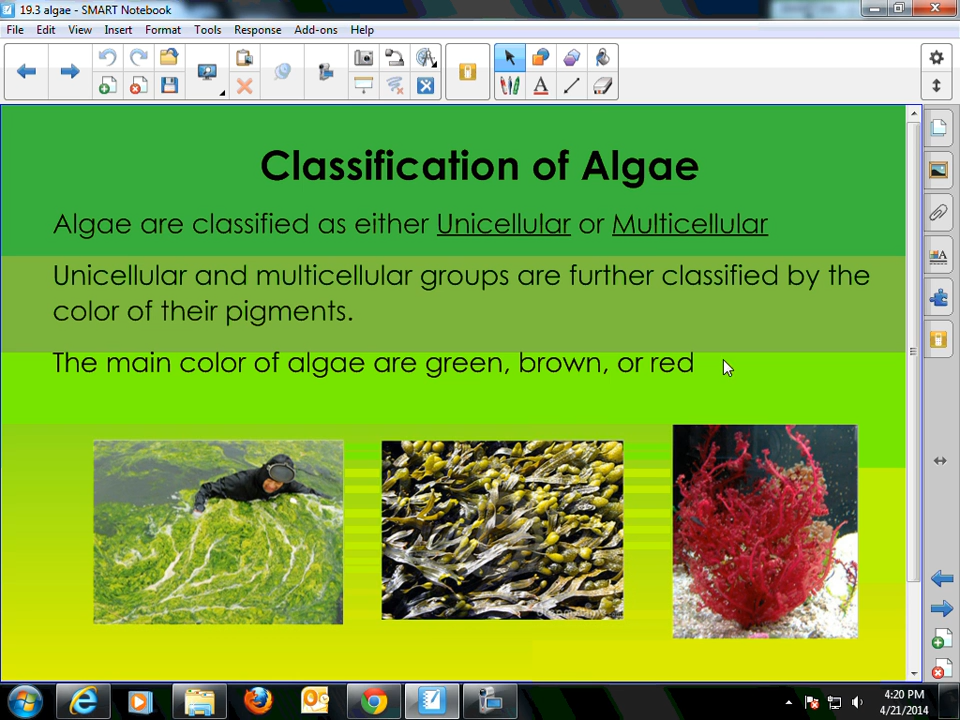 19.3 algae - SMART Notebook
File Edit View Insert Format Tools Response Add-ons Help
Classification of Algae
Algae are classified as either Unicellular or Multicellular
Unicellular and multicellular groups are further classified by the
color of their pigments.
The main color of algae are green, brown, or red
4:20 PM
4/21/2014